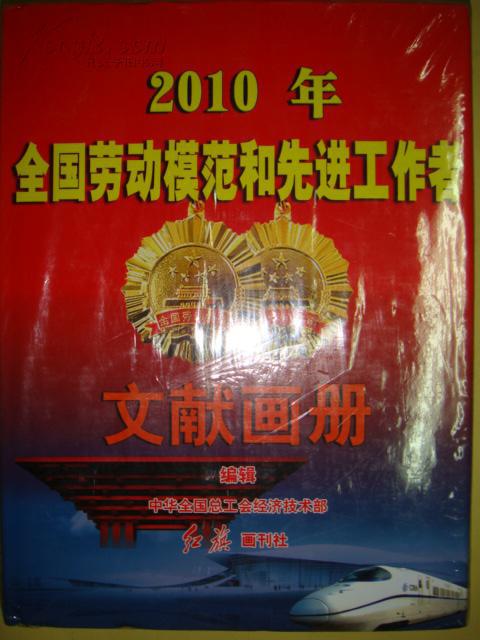 2010 年
全国劳动模范和先进工作者
文献画册
编辑
中华全国总工会经济技术部
红旗 画刊社